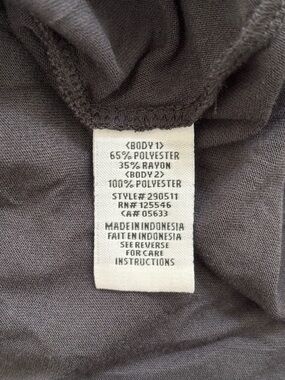 <BODY 1>
65% POLYESTER
35% RAYON
<BODY 2>
100% POLYESTER
STYLE# 290511
RN# 125546
CA# 05633
MADE IN INDONESIA
FAIT EN INDONESIA
SEE REVERSE
FOR CARE
INSTRUCTIONS